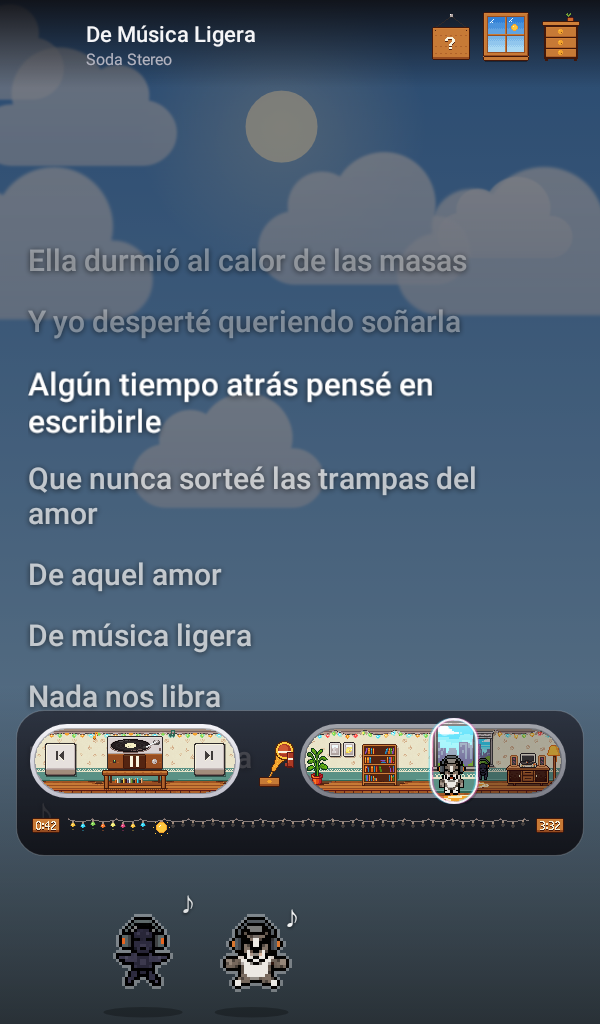 De Música Ligera
Soda Stereo
?
Ella durmió al calor de las masas
Y yo desperté queriendo soñarla
Algún tiempo atrás pensé en
escribirle
Que nunca sorteé las trampas del
amor
De aquel amor
De música ligera
Nada nos libra
0:42
3:32